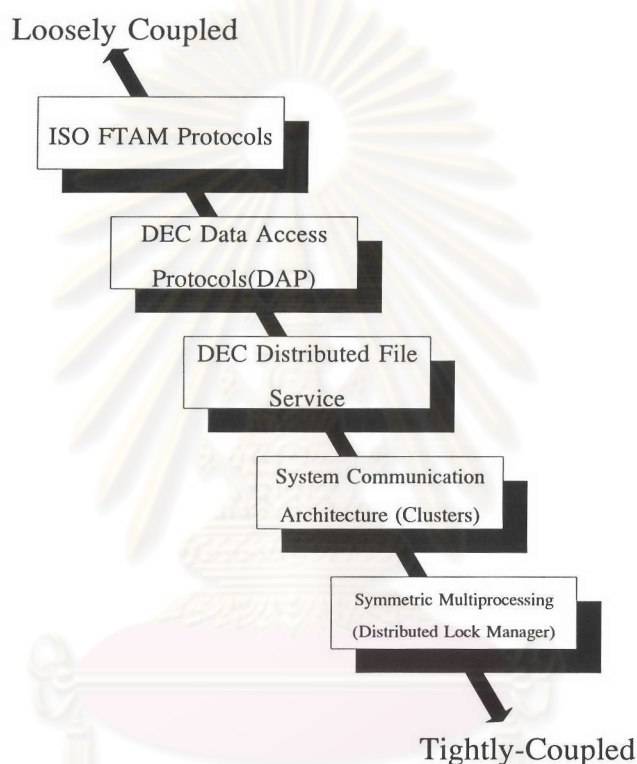 Loosely Coupled
ISO FTAM Protocols
DEC Data Access
Protocols(DAP)
DEC Distributed File
Service
System Communication
Architecture (Clusters)
Symmetric Multiprocessing
(Distributed Lock Manager)
Tightly-Coupled